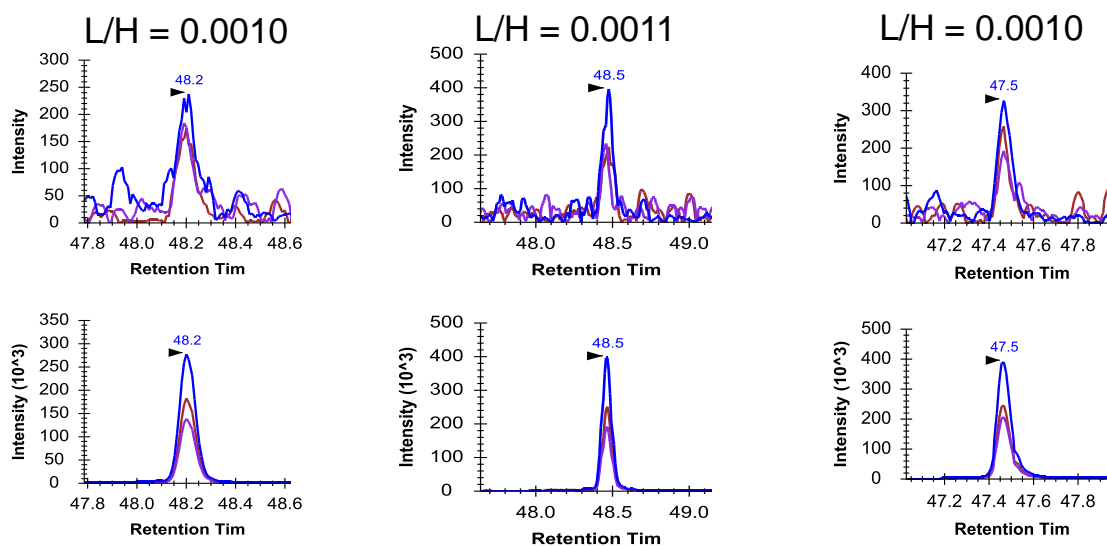 L/H = 0.0010
300
250
200
150
100
50
0
Intensity
48.2
47.8 48.0 48.2 48.4 48.6
Retention Tim
L/H = 0.0011
500
400
300
200
100
0
Intensity
48.5
48.0 48.5 49.0
Retention Tim
L/H = 0.0010
400
300
200
100
0
Intensity
47.5
47.2 47.4 47.6 47.8
Retention Tim
350
300
250
200
150
100
50
0
Intensity (10^3)
48.2
47.8 48.0 48.2 48.4 48.6
Retention Tim
500
400
300
200
100
0
Intensity (10^3)
48.5
48.0 48.5 49.0
Retention Tim
500
400
300
200
100
0
Intensity (10^3)
47.5
47.2 47.4 47.6 47.8
Retention Tim